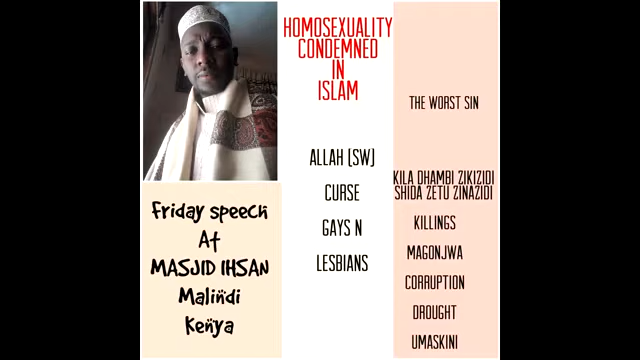 HOMOSEXUALITY
CONDEMNED
IN
ISLAM
ALLAH (SW)
CURSE
GAYS N
LESBIANS
THE WORST SIN
KILA DHAMBI ZIKIZIDI
SHIDA ZETU ZINAZIDI
KILLINGS
MAGONJWA
CORRUPTION
DROUGHT
UMASKINI
Friday speech
At
MASJID IHSAN
Malindi
Kenya